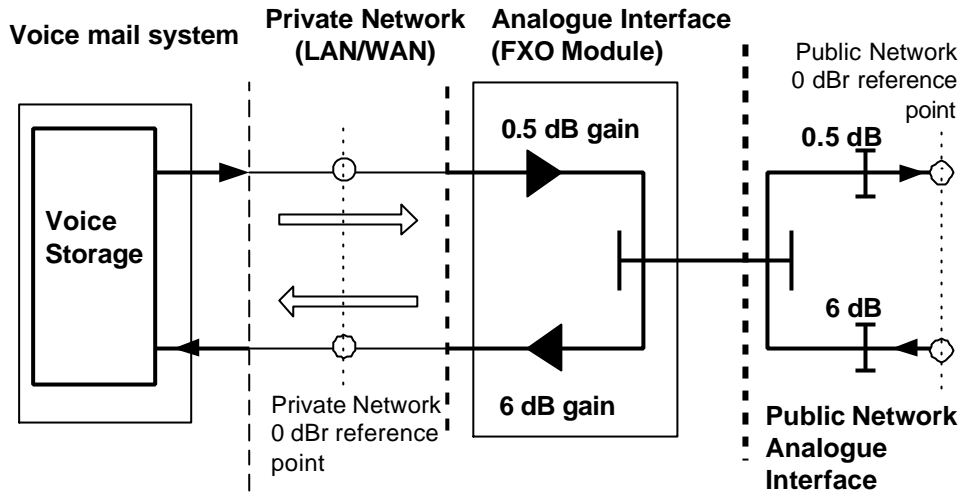 Voice mail system
Private Network
(LAN/WAN)
Analogue Interface
(FXO Module)
Public Network
0 dBr reference
point
0.5 dB gain
0.5 dB
Voice
Storage
6 dB
6 dB gain
Private Network
0 dBr reference
point
Public Network
Analogue
Interface